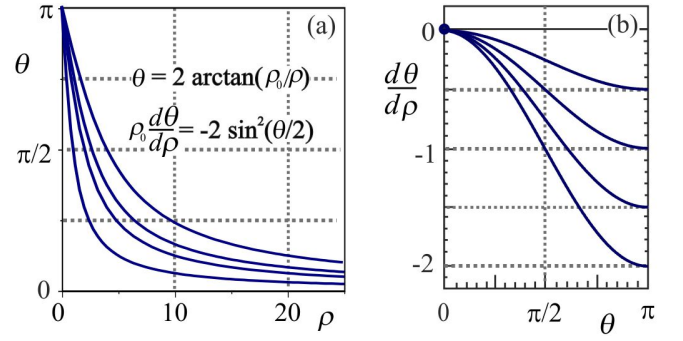 π
(a)
θ
θ = 2 arctan(ρ₀/ρ)
ρ₀ dθ/dρ = -2 sin²(θ/2)
π/2
0
0
10
20
ρ
(b)
0
dθ/dρ
-1
-2
0
π/2
θ
π